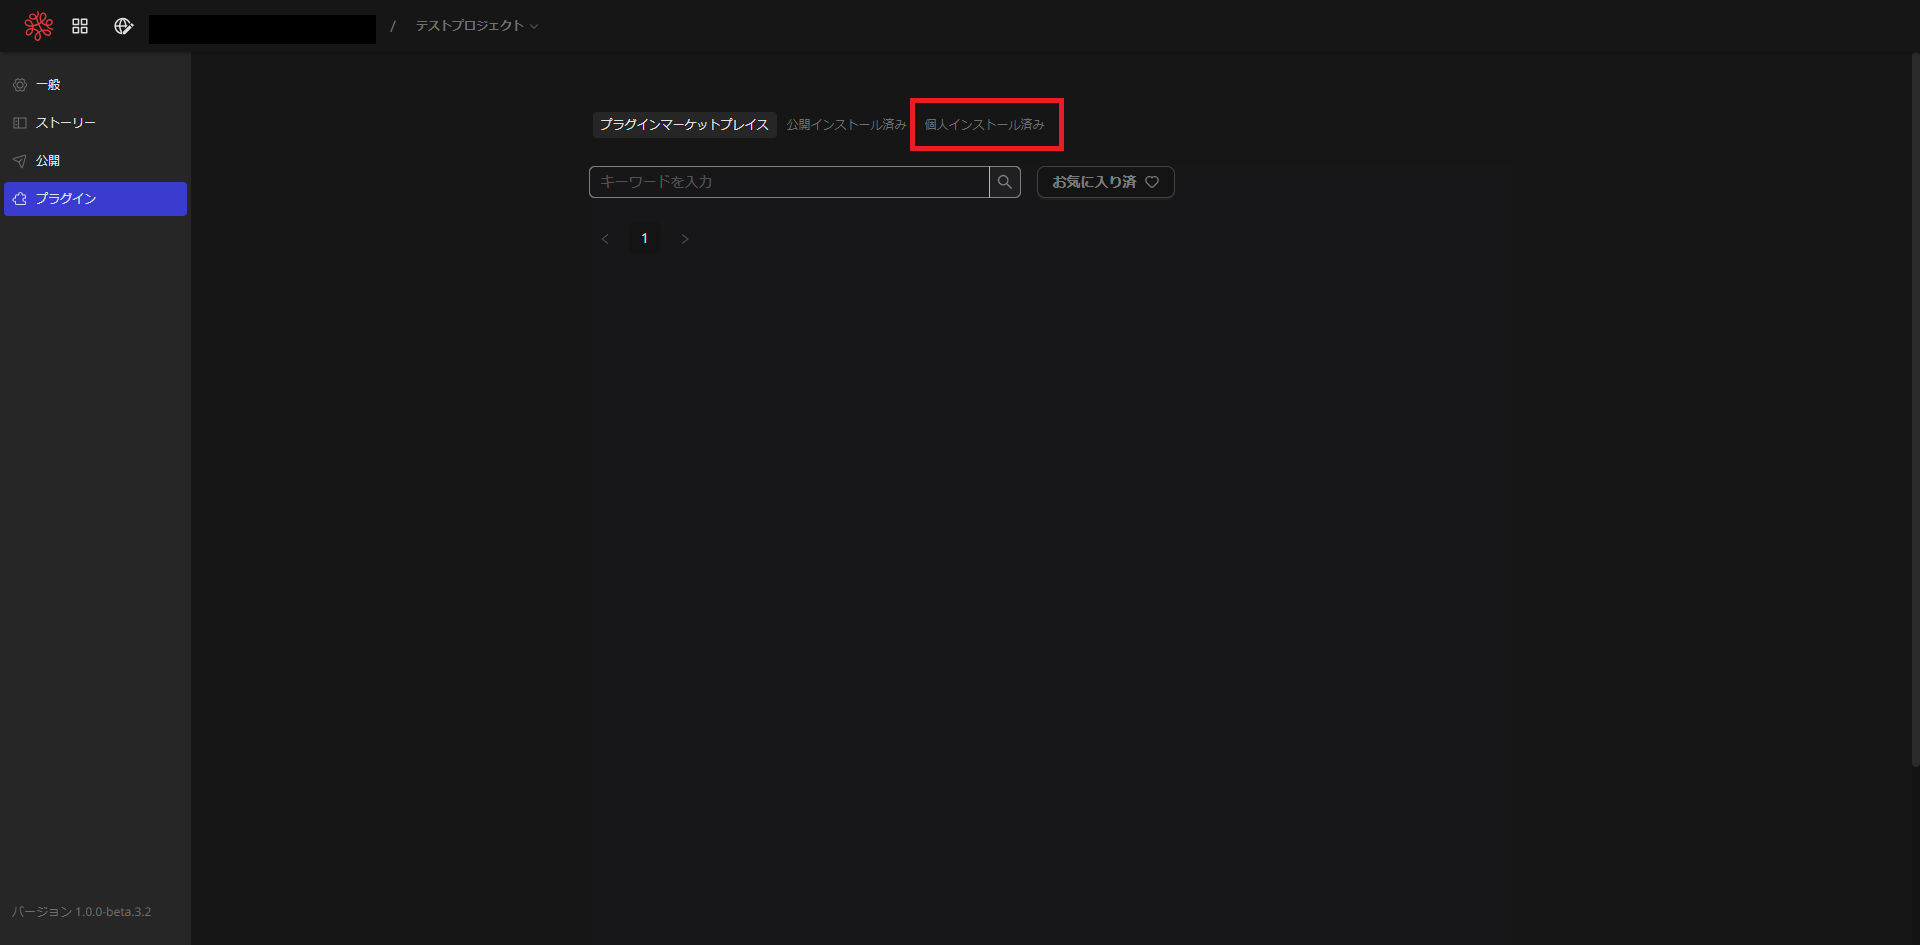 / テストプロジェクト
一般
ストーリー
公開
プラグイン
プラグインマーケットプレイス 公開インストール済み 個人インストール済み
キーワードを入力 お気に入り済
< 1 >
バージョン 1.0.0-beta.3.2